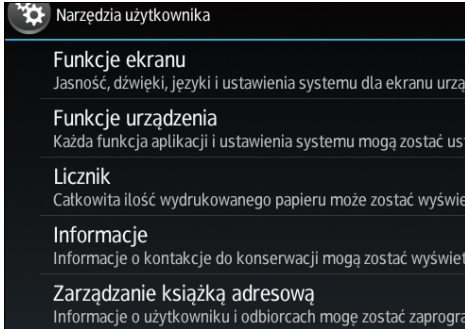 Narzędzia użytkownika
Funkcje ekranu
Jasność, dźwięki, języki i ustawienia systemu dla ekranu urzą
Funkcje urządzenia
Każda funkcja aplikacji i ustawienia systemu mogą zostać ust
Licznik
Całkowita ilość wydrukowanego papieru może zostać wyświe
Informacje
Informacje o kontakcje do konserwacji mogą zostać wyświet
Zarządzanie książką adresową
Informacje o użytkowniku i odbiorcach mogę zostać zaprogra